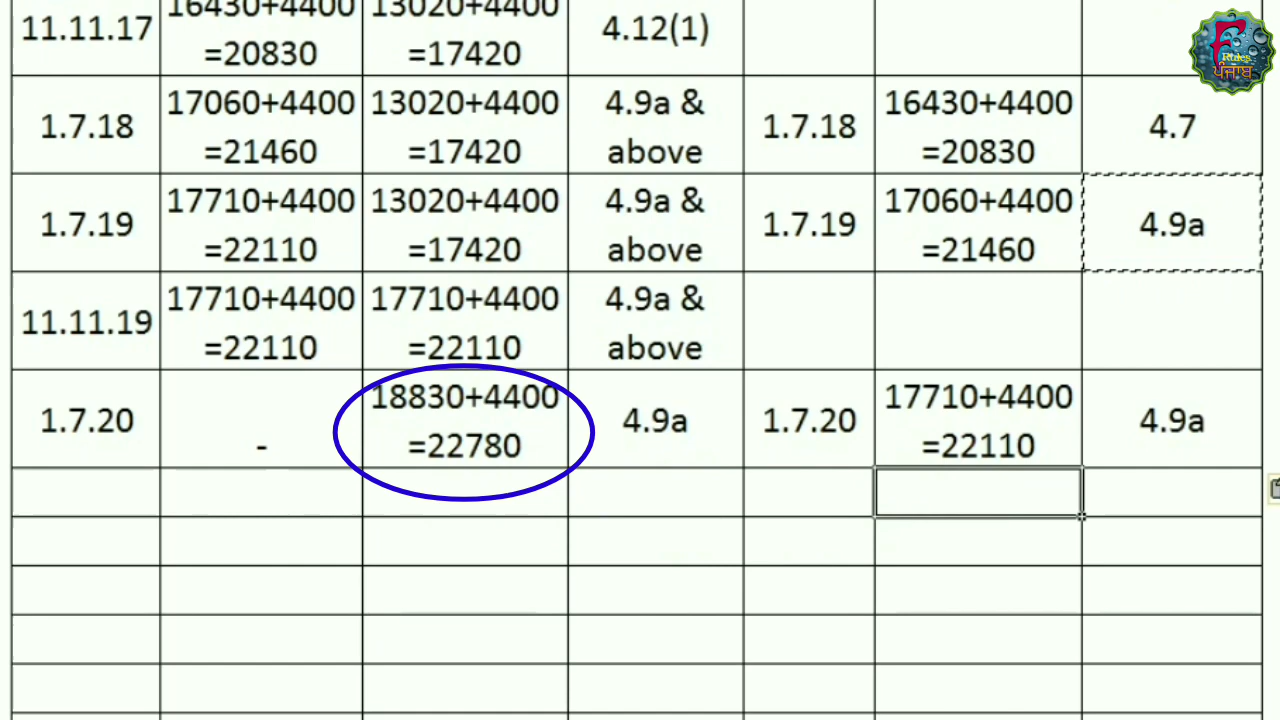 11.11.17 16430+4400 13020+4400 4.12(1)
=20830 =17420
1.7.18 17060+4400 13020+4400 4.9a & 1.7.18 16430+4400 4.7
=21460 =17420 above =20830
1.7.19 17710+4400 13020+4400 4.9a & 1.7.19 17060+4400 4.9a
=22110 =17420 above =21460
11.11.19 17710+4400 17710+4400 4.9a &
=22110 =22110 above
1.7.20 - 18830+4400 4.9a 1.7.20 17710+4400 4.9a
=22780 =22110
F
Rules
ਪੰਜਾਬ